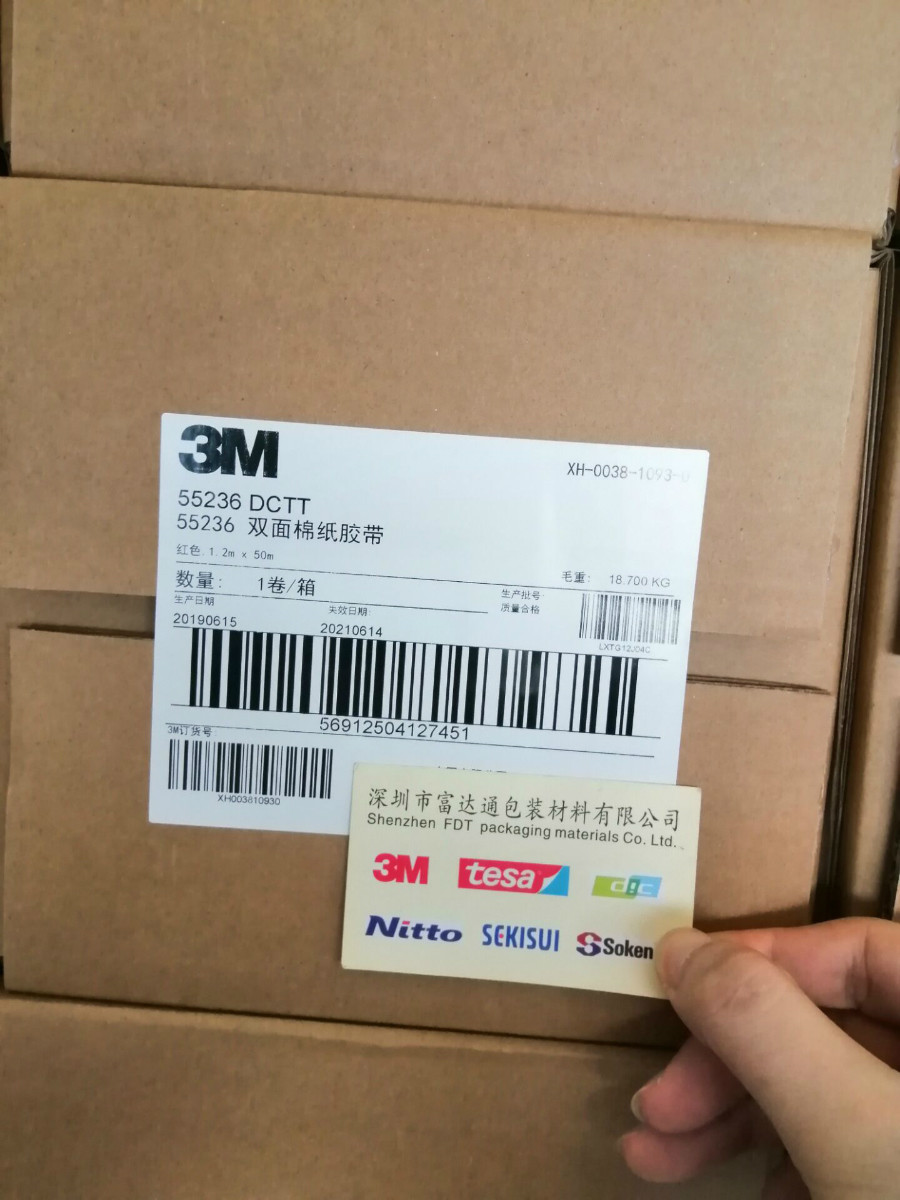 3M
XH-0038-1093-0
55236 DCTT
55236 双面棉纸胶带
红色 1.2m x 50m
毛重: 18.700 KG
数量: 1卷/箱
生产批号
质量合格
生产日期
失效日期:
20190615
20210614
LXTG12J04C
56912504127451
3M订货号
XH003810930
深圳市富达通包装材料有限公司
Shenzhen FDT packaging materials Co. Ltd.
3M
tesa
dic
Nitto
SEKISUI
Soken